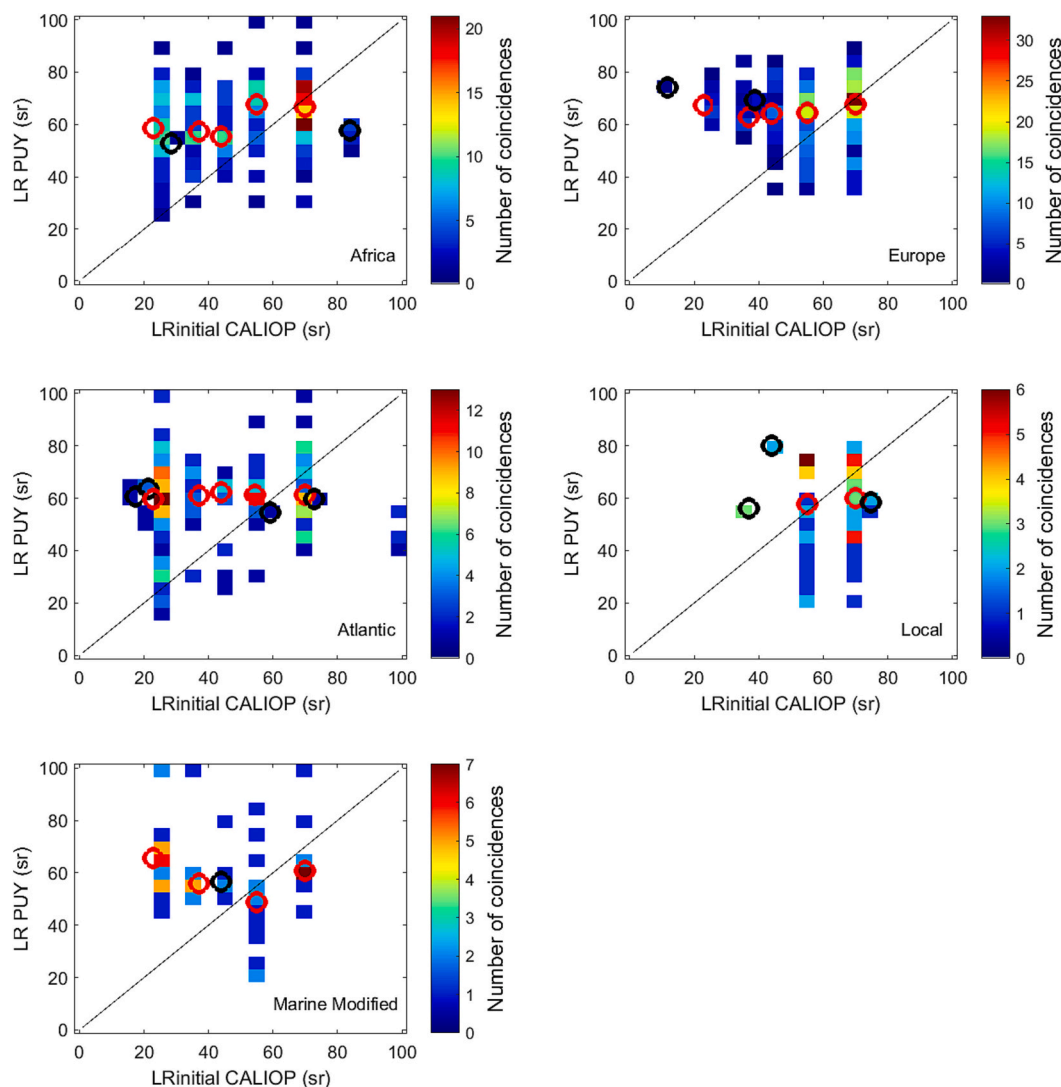 100
80
60
40
20
0
LR PUY (sr)
0 20 40 60 80 100
LRinitial CALIOP (sr)
Africa
20
15
10
5
0
Number of coincidences
100
80
60
40
20
0
LR PUY (sr)
0 20 40 60 80 100
LRinitial CALIOP (sr)
Europe
30
25
20
15
10
5
0
Number of coincidences
100
80
60
40
20
0
LR PUY (sr)
0 20 40 60 80 100
LRinitial CALIOP (sr)
Atlantic
12
10
8
6
4
2
0
Number of coincidences
100
80
60
40
20
0
LR PUY (sr)
0 20 40 60 80 100
LRinitial CALIOP (sr)
Local
6
5
4
3
2
1
0
Number of coincidences
100
80
60
40
20
0
LR PUY (sr)
0 20 40 60 80 100
LRinitial CALIOP (sr)
Marine Modified
7
6
5
4
3
2
1
0
Number of coincidences